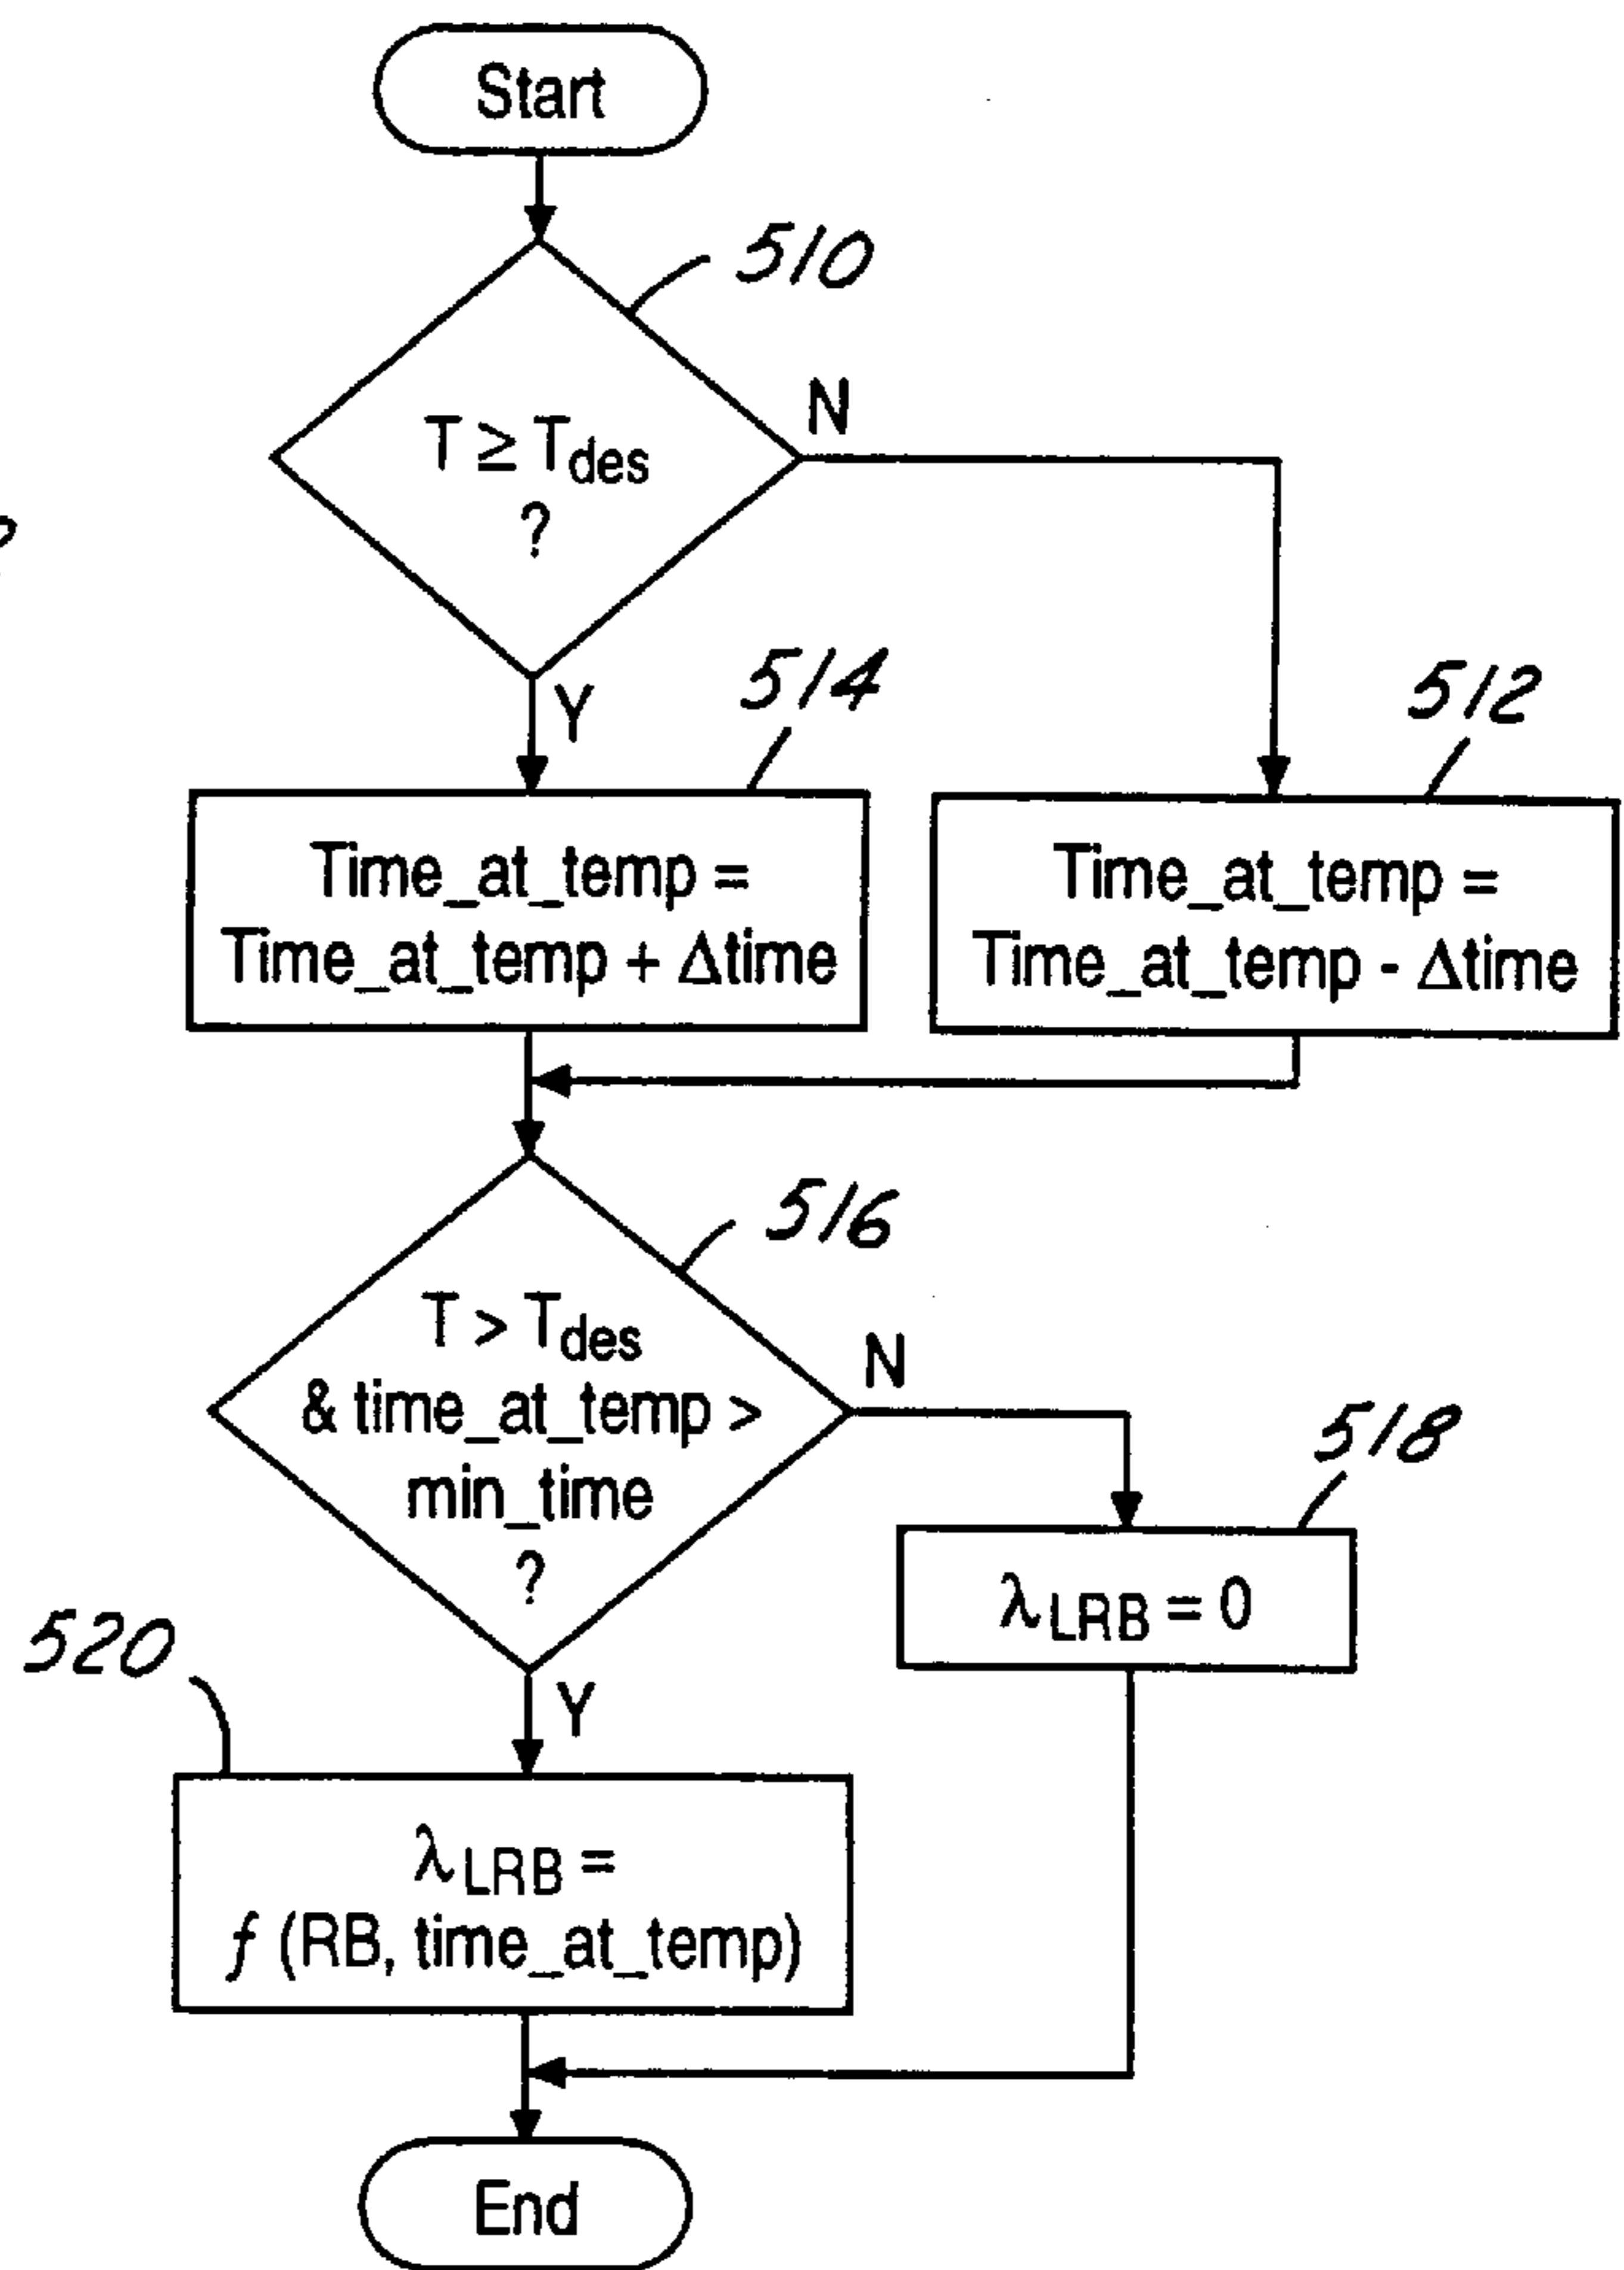 Start
510
T ≥ Tdes
?
N
Y
514
512
Time_at_temp =
Time_at_temp + Δtime
Time_at_temp =
Time_at_temp - Δtime
516
T > Tdes
& time_at_temp >
min_time
?
N
518
λLRB = 0
520
Y
λLRB =
f (RB, time_at_temp)
End